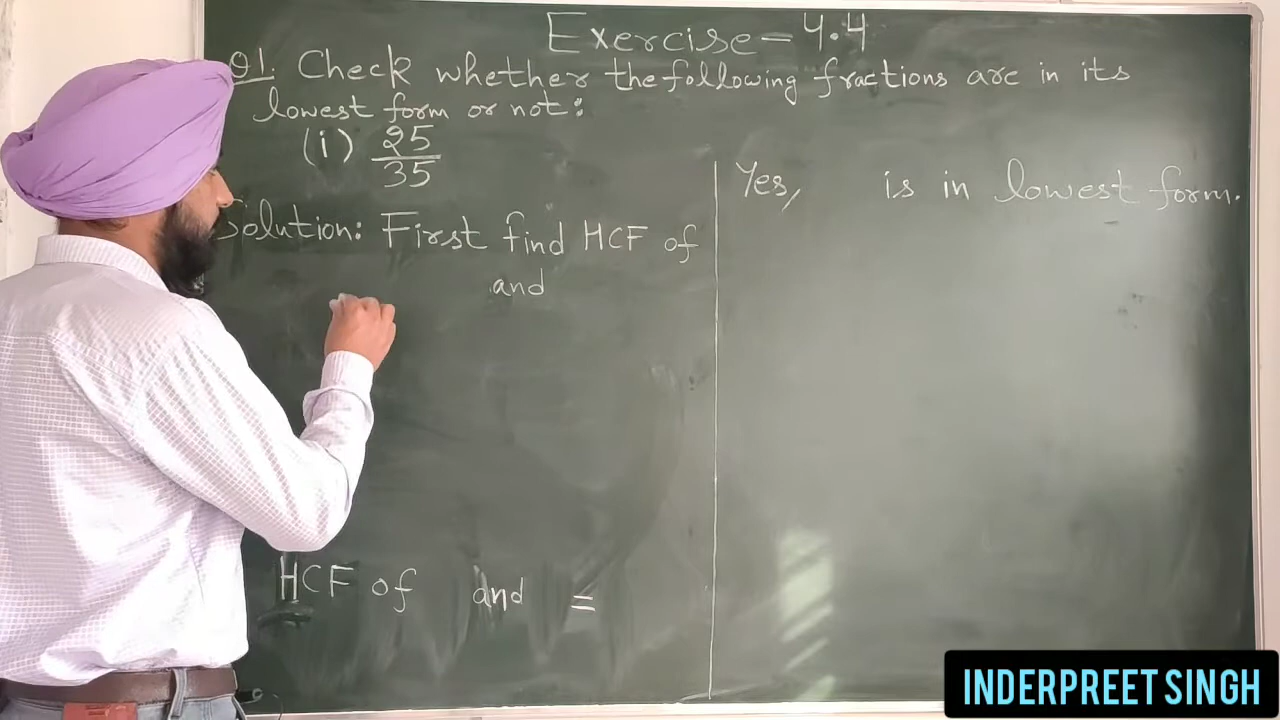 Exercise - 4.4
Q1. Check whether the following fractions are in its
lowest form or not:
(i) 25/35
Solution: First find HCF of
and
HCF of and =
Yes, is in lowest form.
INDERPREET SINGH